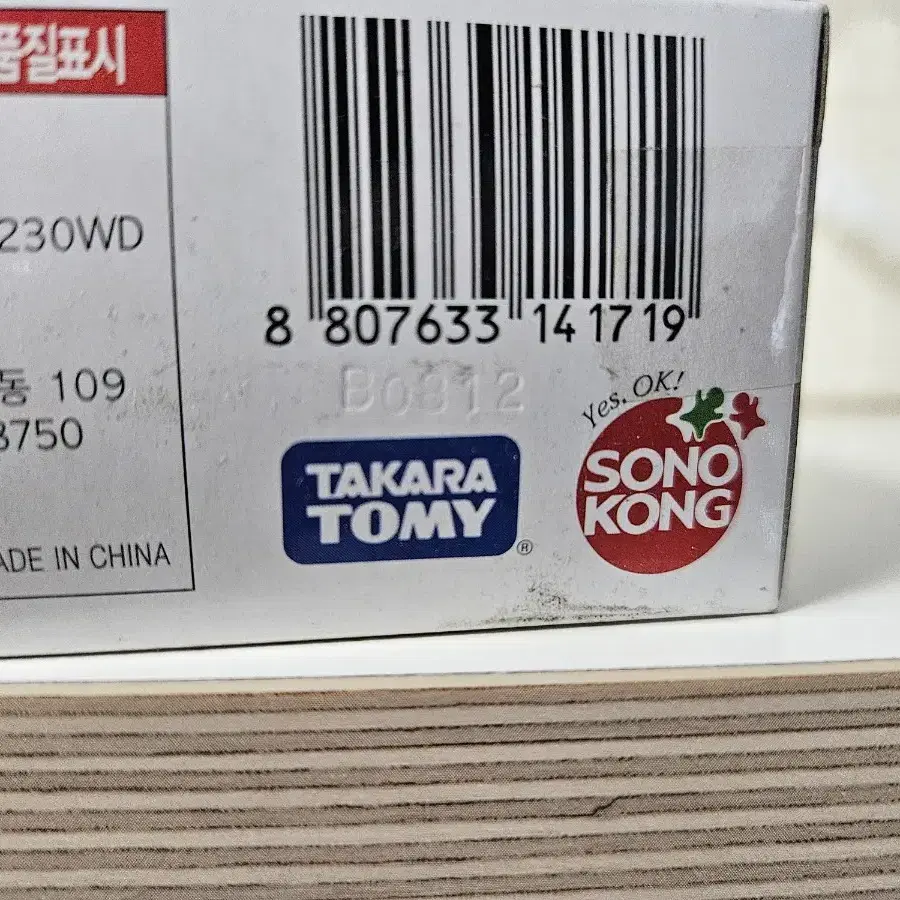 품질표시
230WD
동 109
8750
ADE IN CHINA
8 807633 141719
B0812
TAKARA
TOMY
®
Yes, OK!
SONO
KONG